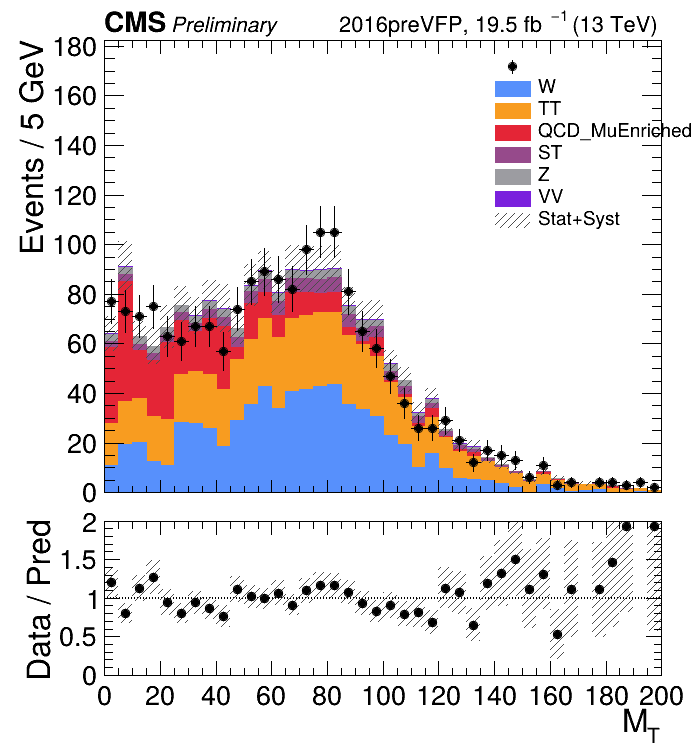 CMS Preliminary 2016preVFP, 19.5 fb⁻¹ (13 TeV)
Events / 5 GeV
180
160
140
120
100
80
60
40
20
0
W
TT
QCD_MuEnriched
ST
Z
VV
Stat+Syst
Data / Pred
2
1.5
1
0.5
0
0 20 40 60 80 100 120 140 160 180 200
M_T